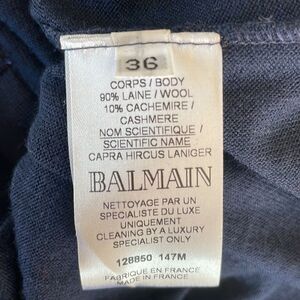 36
CORPS / BODY
90% LAINE / WOOL
10% CACHEMIRE /
CASHMERE
NOM SCIENTIFIQUE /
SCIENTIFIC NAME
CAPRA HIRCUS LANIGER
BALMAIN
NETTOYAGE PAR UN
SPECIALISTE DU LUXE
UNIQUEMENT
CLEANING BY A LUXURY
SPECIALIST ONLY
128850 147M
FABRIQUE EN FRANCE
MADE IN FRANCE